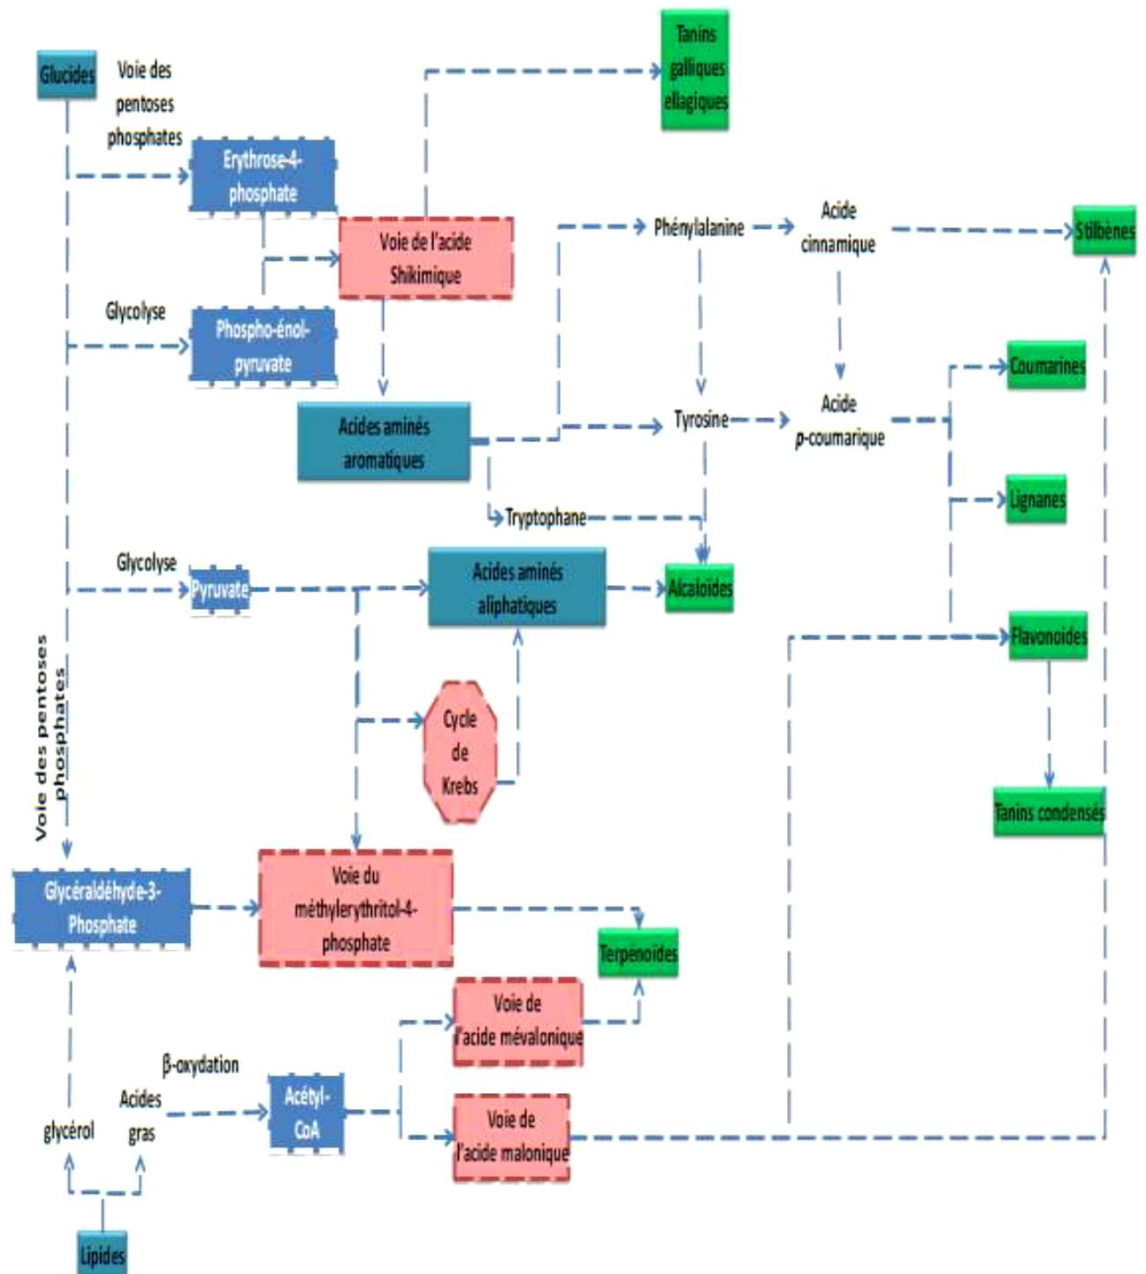 Tanins
galliques
ellagiques
Glucides
Voie des
pentoses
phosphates
Erythrose-4-
phosphate
Voie de l'acide
Shikimique
Phénylalanine
Acide
cinnamique
Stilbènes
Glycolyse
Phospho-énol-
pyruvate
Coumarines
Acides aminés
aromatiques
Tyrosine
Acide
p-coumarique
Lignanes
Tryptophane
Glycolyse
Pyruvate
Acides aminés
aliphatiques
Alcaloïdes
Flavonoides
Voie des pentoses
phosphates
Cycle
de
Krebs
Tanins condensés
Glycéraldéhyde-3-
Phosphate
Voie du
méthylerythritol-4-
phosphate
Terpénoïdes
Voie de
l'acide mévalonique
β-oxydation
Acides
gras
glycérol
Acétyl-
CoA
Voie de
l'acide malonique
Lipides